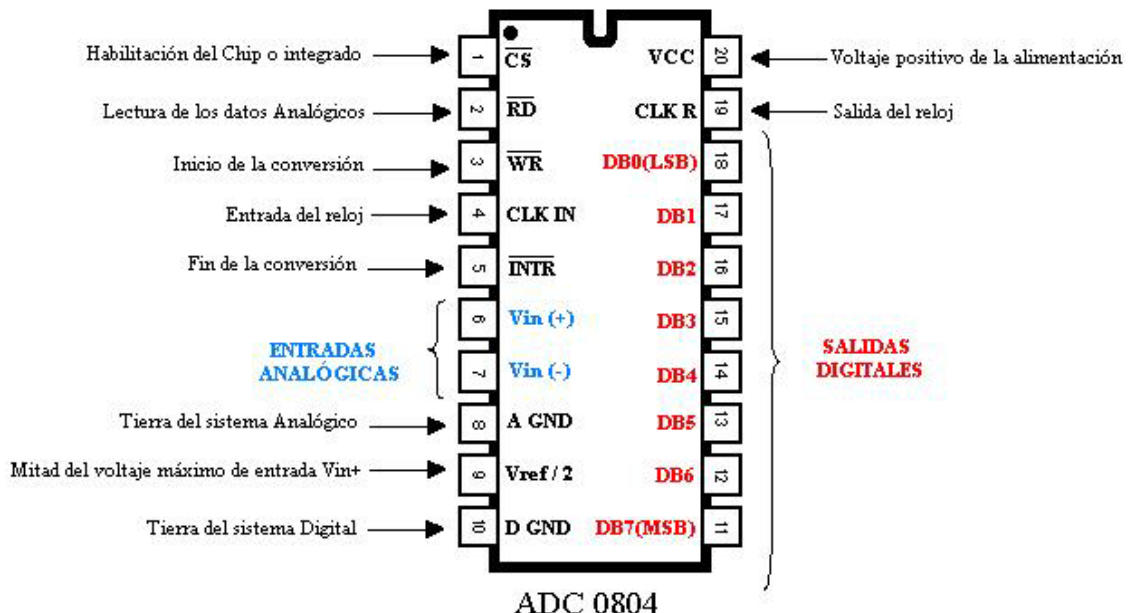 Habilitación del Chip o integrado
1
CS
VCC
20
Voltaje positivo de la alimentación
Lectura de los datos Analógicos
2
RD
CLK R
19
Salida del reloj
Inicio de la conversión
3
WR
DB0(LSB)
18
Entrada del reloj
4
CLK IN
DB1
17
Fin de la conversión
5
INTR
DB2
16
ENTRADAS
ANALÓGICAS
6
Vin (+)
DB3
15
7
Vin (-)
DB4
14
SALIDAS
DIGITALES
Tierra del sistema Analógico
8
A GND
DB5
13
Mitad del voltaje máximo de entrada Vin+
9
Vref / 2
DB6
12
Tierra del sistema Digital
10
D GND
DB7(MSB)
11
ADC 0804